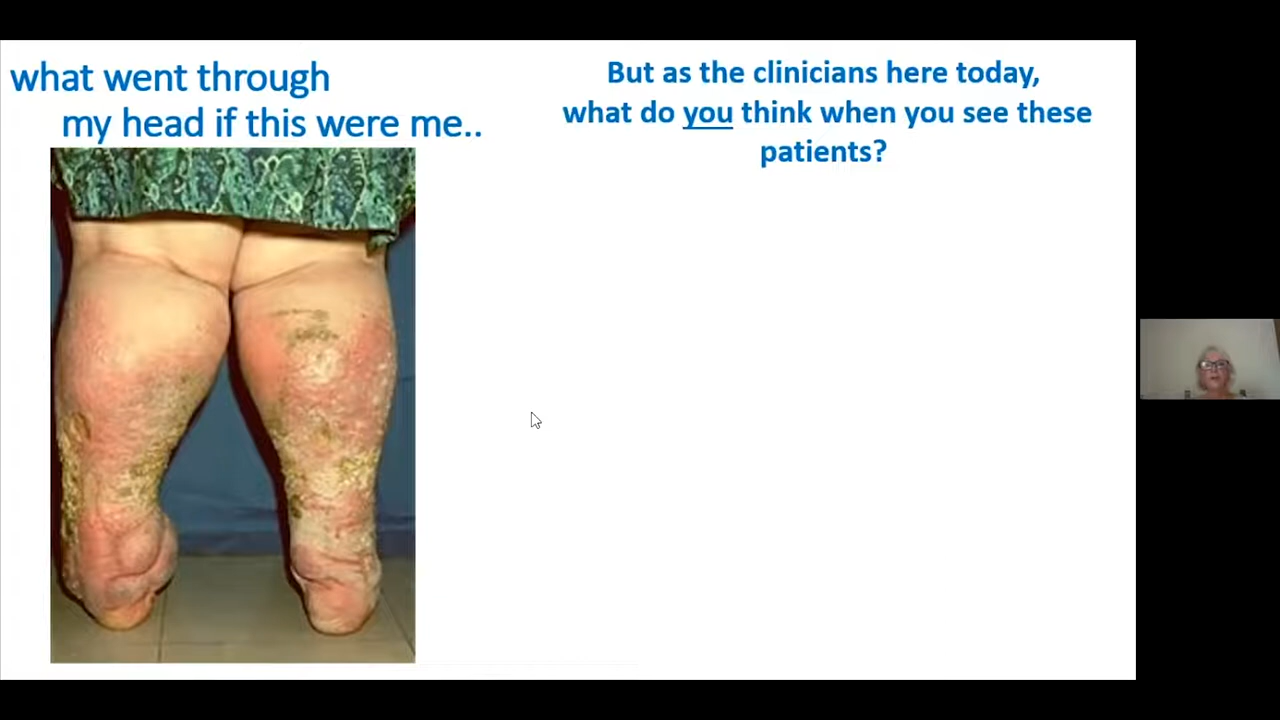 what went through
my head if this were me..
But as the clinicians here today,
what do you think when you see these
patients?